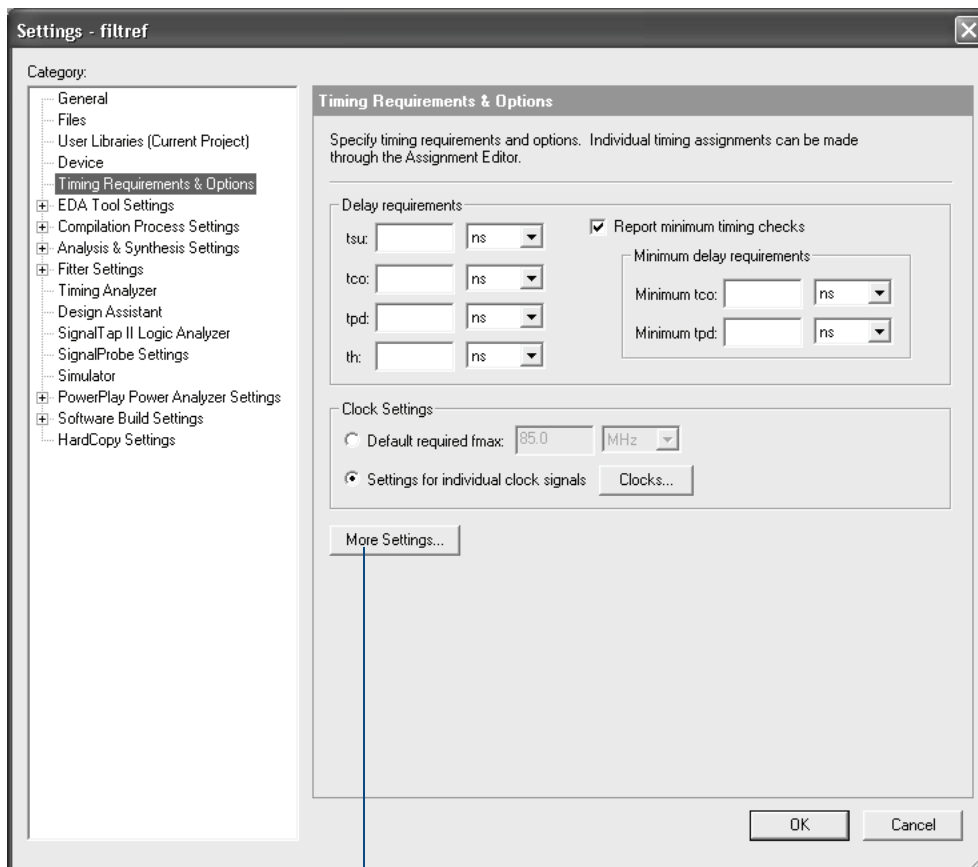 Settings - filtref
Category:
General
Files
User Libraries (Current Project)
Device
Timing Requirements & Options
EDA Tool Settings
Compilation Process Settings
Analysis & Synthesis Settings
Fitter Settings
Timing Analyzer
Design Assistant
SignalTap II Logic Analyzer
SignalProbe Settings
Simulator
PowerPlay Power Analyzer Settings
Software Build Settings
HardCopy Settings
Timing Requirements & Options
Specify timing requirements and options. Individual timing assignments can be made
through the Assignment Editor.
Delay requirements
tsu: ns
tco: ns
tpd: ns
th: ns
Report minimum timing checks
Minimum delay requirements
Minimum tco: ns
Minimum tpd: ns
Clock Settings
Default required fmax: 85.0 MHz
Settings for individual clock signals Clocks...
More Settings...
OK Cancel